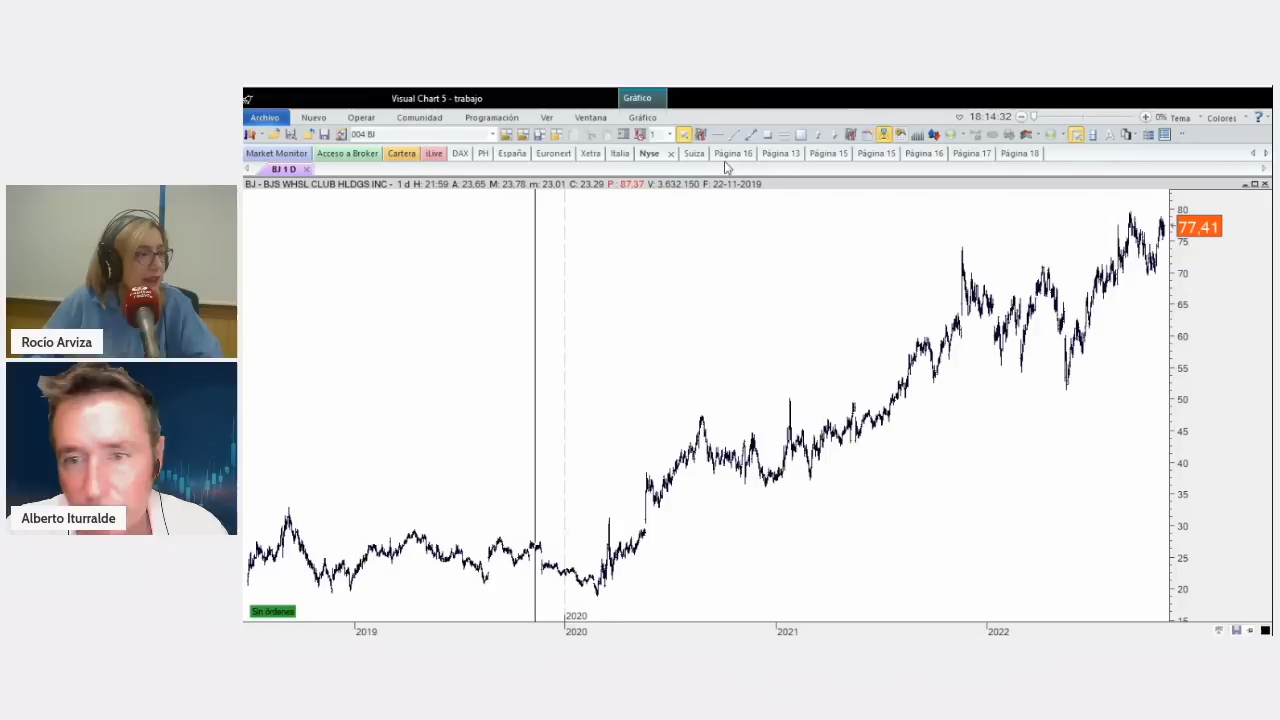 Visual Chart 5 - trabajo
Gráfico
Archivo Nuevo Operar Comunidad Programación Ver Ventana Gráfico 18:14:32 0% Tema Colores
004 BJ 1
Market Monitor Acceso a Broker Cartera iLive DAX PH España Euronext Xetra Italia Nyse x Suiza Página 16 Página 13 Página 15 Página 15 Página 16 Página 17 Página 18
BJ 1 D
BJ - BJS WHSL CLUB HLDGS INC - 1 d H: 21:59 A: 23.65 M: 23.78 m: 23.01 C: 23.29 P: 87,37 V: 3.632.150 F: 22-11-2019
80
77,41
75
70
65
60
55
50
45
40
35
30
25
20
15
Sin órdenes
2020
2019 2020 2021 2022
Rocío Arviza
Alberto Iturralde